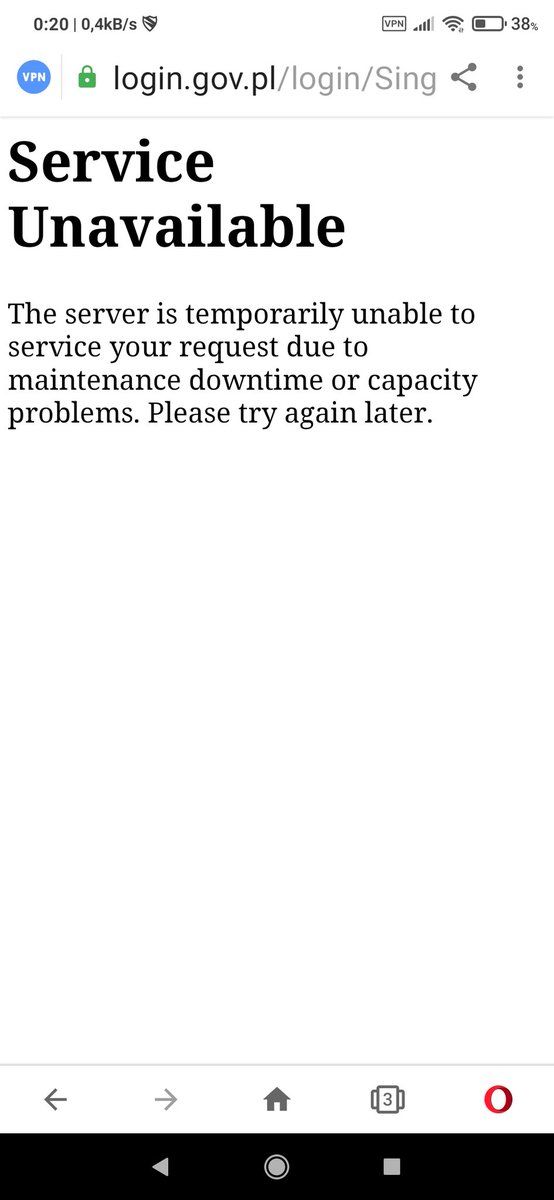 0:20 | 0,4kB/s VPN 38%
VPN login.gov.pl/login/Sing
Service
Unavailable
The server is temporarily unable to
service your request due to
maintenance downtime or capacity
problems. Please try again later.
3